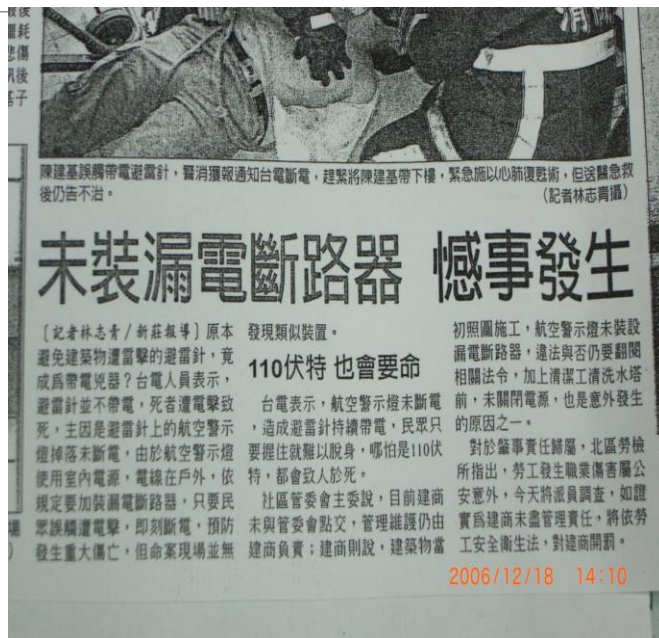 後
耗
悲傷
訊後
基子
消
陳建基誤觸帶電避雷針，警消獲報通知台電斷電，趕緊將陳建基帶下樓，緊急施以心肺復甦術，但送醫急救
後仍告不治。
（記者林志青攝）
未裝漏電斷路器 憾事發生
〔記者林志青/新莊報導〕原本
避免建築物遭雷擊的避雷針，竟
成為帶電兇器？台電人員表示，
避雷針並不帶電，死者遭電擊致
死，主因是避雷針上的航空警示
燈掉落未斷電，由於航空警示燈
使用室內電源，電線在戶外，依
規定要加裝漏電斷路器，只要民
眾誤觸遭電擊，即刻斷電，預防
發生重大傷亡，但命案現場並無
發現類似裝置。
110伏特 也會要命
台電表示，航空警示燈未斷電
，造成避雷針持續帶電，民眾只
要握住就難以脫身，哪怕是110伏
特，都會致人於死。
社區管委會主委說，目前建商
未與管委會點交，管理維護仍由
建商負責；建商則說，建築物當
初照圖施工，航空警示燈未裝設
漏電斷路器，違法與否仍要翻閱
相關法令，加上清潔工清洗水塔
前，未關閉電源，也是意外發生
的原因之一。
對於肇事責任歸屬，北區勞檢
所指出，勞工發生職業傷害屬公
安意外，今天將派員調查，如證
實為建商未盡管理責任，將依勞
工安全衛生法，對建商開罰。
場
）
2006/12/18 14:10